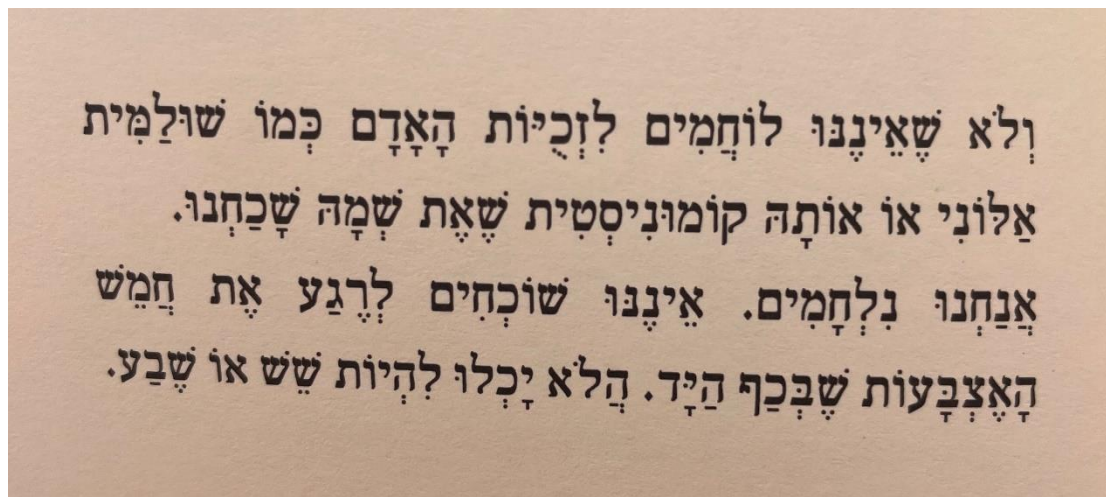 וְלֹא שֶׁאֵינֶנּוּ לוֹחֲמִים לִזְכֻיּוֹת הָאָדָם כְּמוֹ שׁוּלַמִּית
אַלּוֹנִי אוֹ אוֹתָהּ קוֹמוּנִיסְטִית שֶׁאֶת שְׁמָהּ שָׁכַחְנוּ.
אֲנַחְנוּ נִלְחָמִים. אֵינֶנּוּ שׁוֹכְחִים לְרֶגַע אֶת חֲמֵשׁ
הָאֶצְבָּעוֹת שֶׁבְּכַף הַיָּד. הֲלֹא יָכְלוּ לִהְיוֹת שֵׁשׁ אוֹ שֶׁבַע.